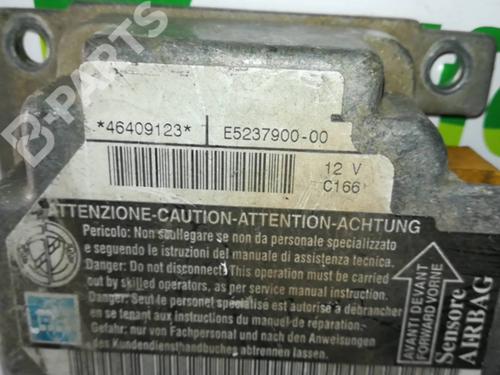 B-PARTS
*46409123*
E5237900-00
12 V
C166
ATTENZIONE-CAUTION-ATTENTION-ACHTUNG
Pericolo: Non scollegare se non da personale specializzato
e seguendo le istruzioni del manuale di assistenza tecnica.
Danger: Do not disconnect This operation must be carried
out by skilled operators, as per service manual instruction.
Danger: Seul le personnel spécialisé est autorisé a débrancher
en se tenant aux instructions du manuel de réparation.
Gefahr: nur von Fachpersonal und nach den Anweisungen
des Kundendiensthandbuches abtrennen lassen.
AVANTI DEVANT
FORWARD VORNE
Sensore
AIRBAG